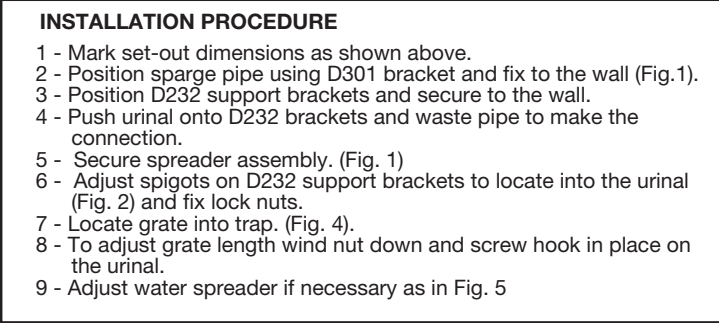 INSTALLATION PROCEDURE
1 - Mark set-out dimensions as shown above.
2 - Position sparge pipe using D301 bracket and fix to the wall (Fig.1).
3 - Position D232 support brackets and secure to the wall.
4 - Push urinal onto D232 brackets and waste pipe to make the
connection.
5 -  Secure spreader assembly. (Fig. 1)
6 -  Adjust spigots on D232 support brackets to locate into the urinal
(Fig. 2) and fix lock nuts.
7 - Locate grate into trap. (Fig. 4).
8 - To adjust grate length wind nut down and screw hook in place on
the urinal.
9 - Adjust water spreader if necessary as in Fig. 5